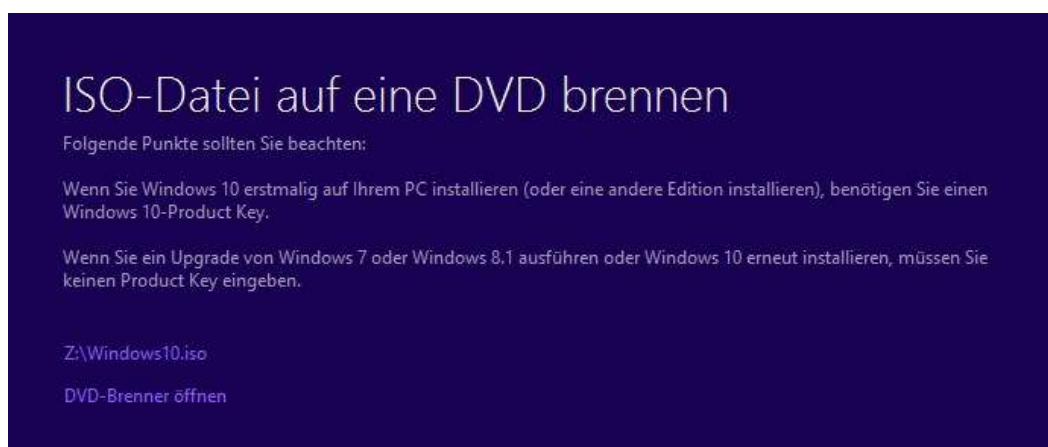 ISO-Datei auf eine DVD brennen
Folgende Punkte sollten Sie beachten:
Wenn Sie Windows 10 erstmalig auf Ihrem PC installieren (oder eine andere Edition installieren), benötigen Sie einen
Windows 10-Product Key.
Wenn Sie ein Upgrade von Windows 7 oder Windows 8.1 ausführen oder Windows 10 erneut installieren, müssen Sie
keinen Product Key eingeben.
Z:\Windows10.iso
DVD-Brenner öffnen